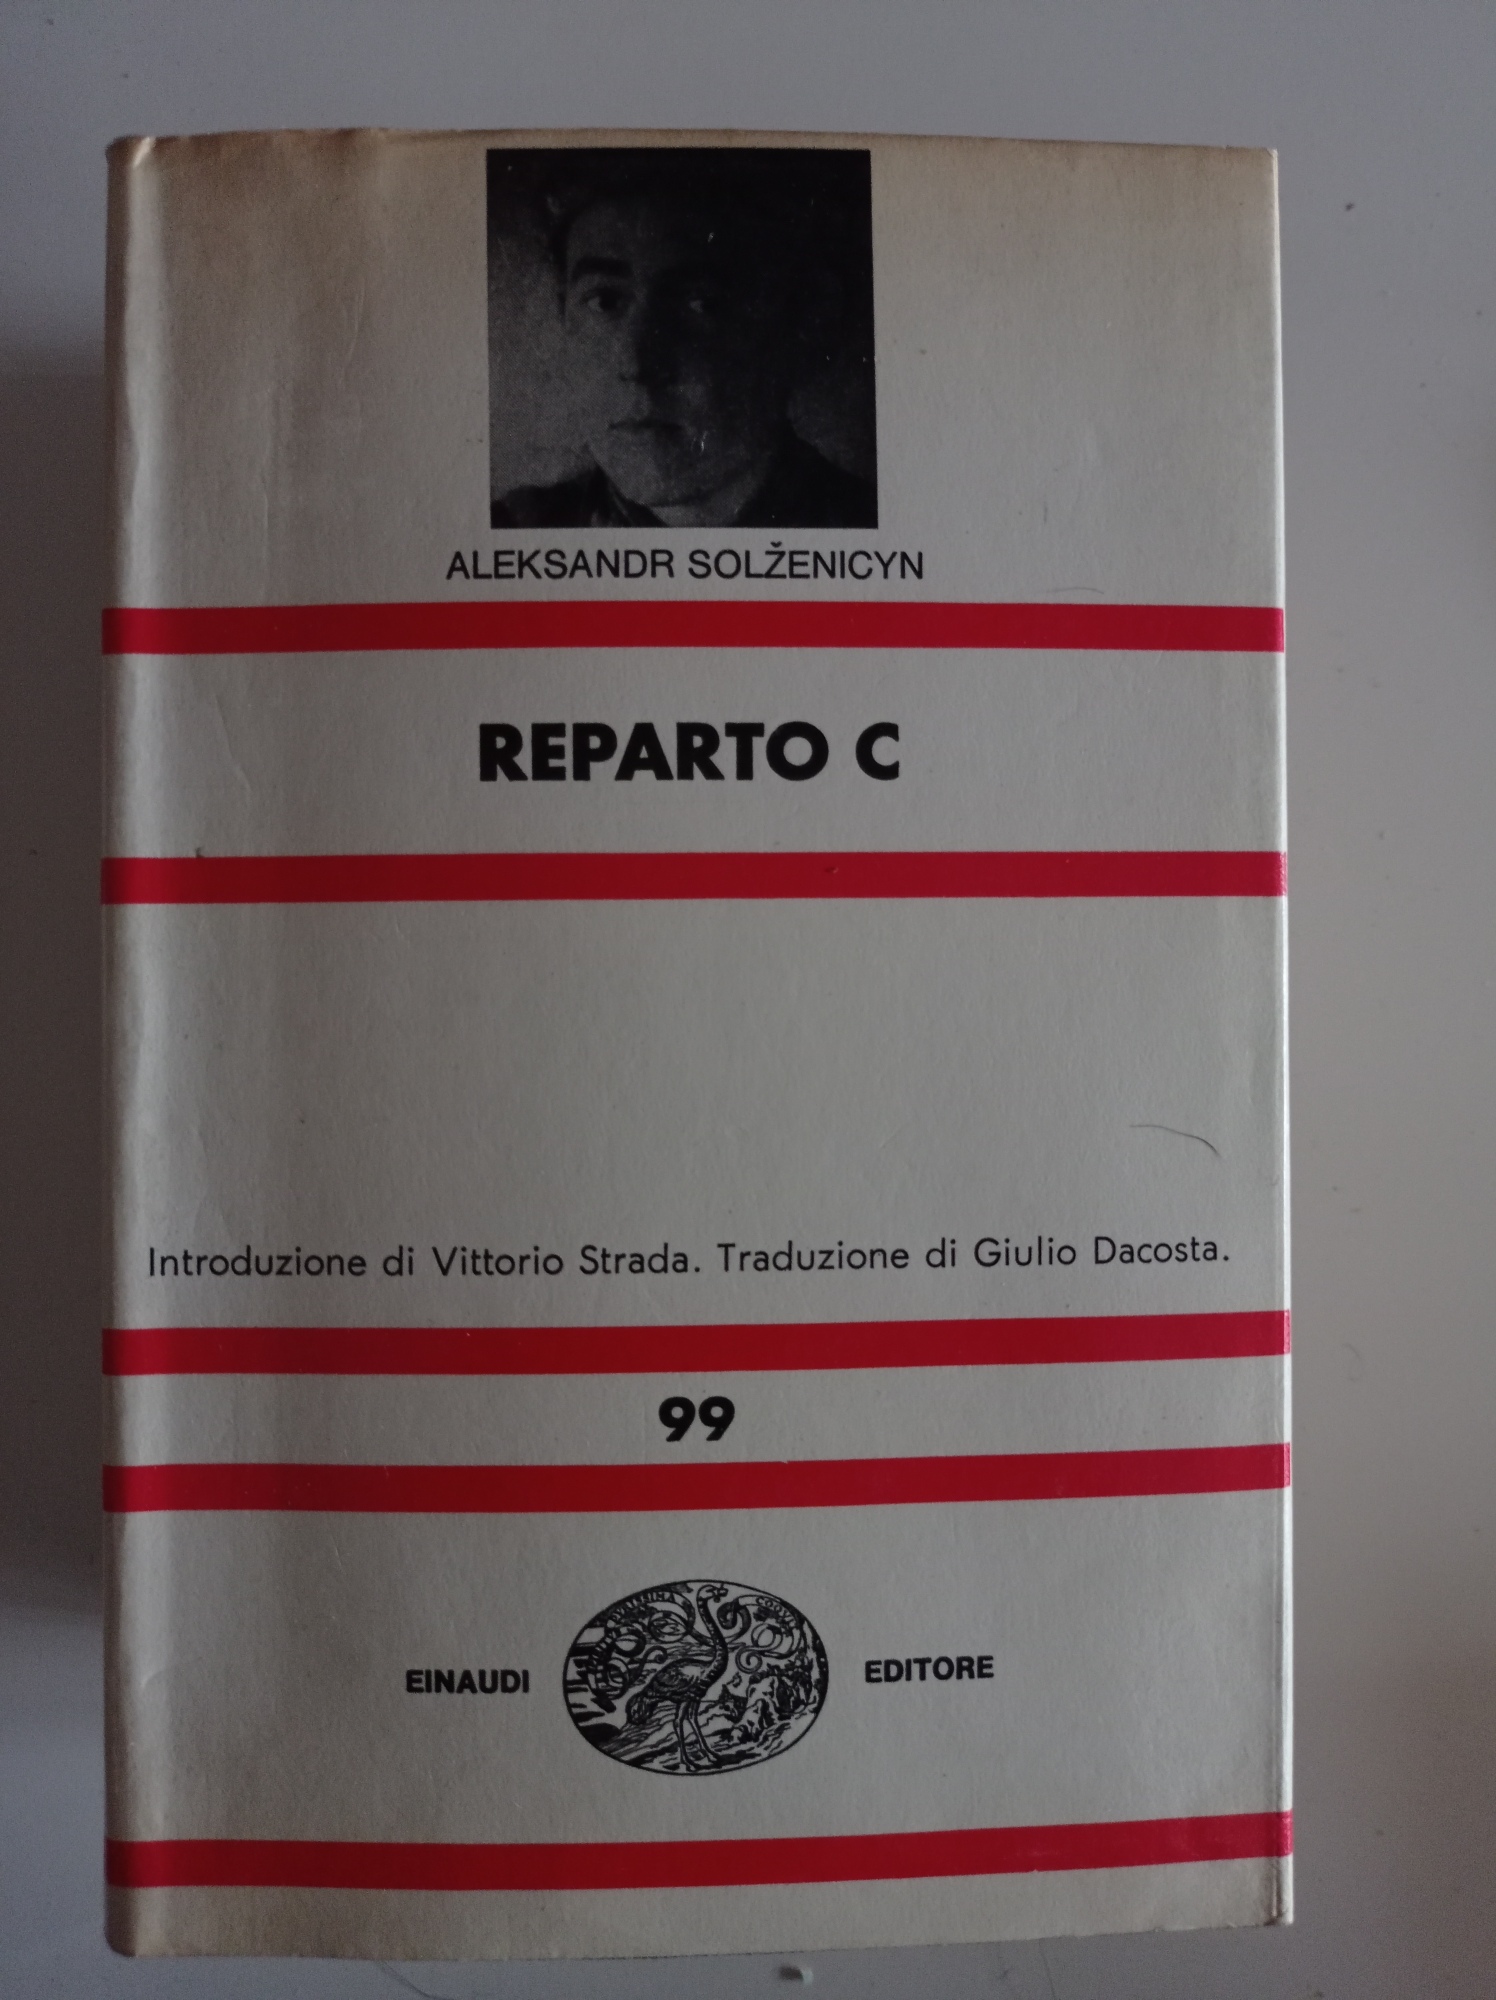 ALEKSANDR SOLŽENICYN
REPARTO C
Introduzione di Vittorio Strada. Traduzione di Giulio Dacosta.
99
EINAUDI EDITORE